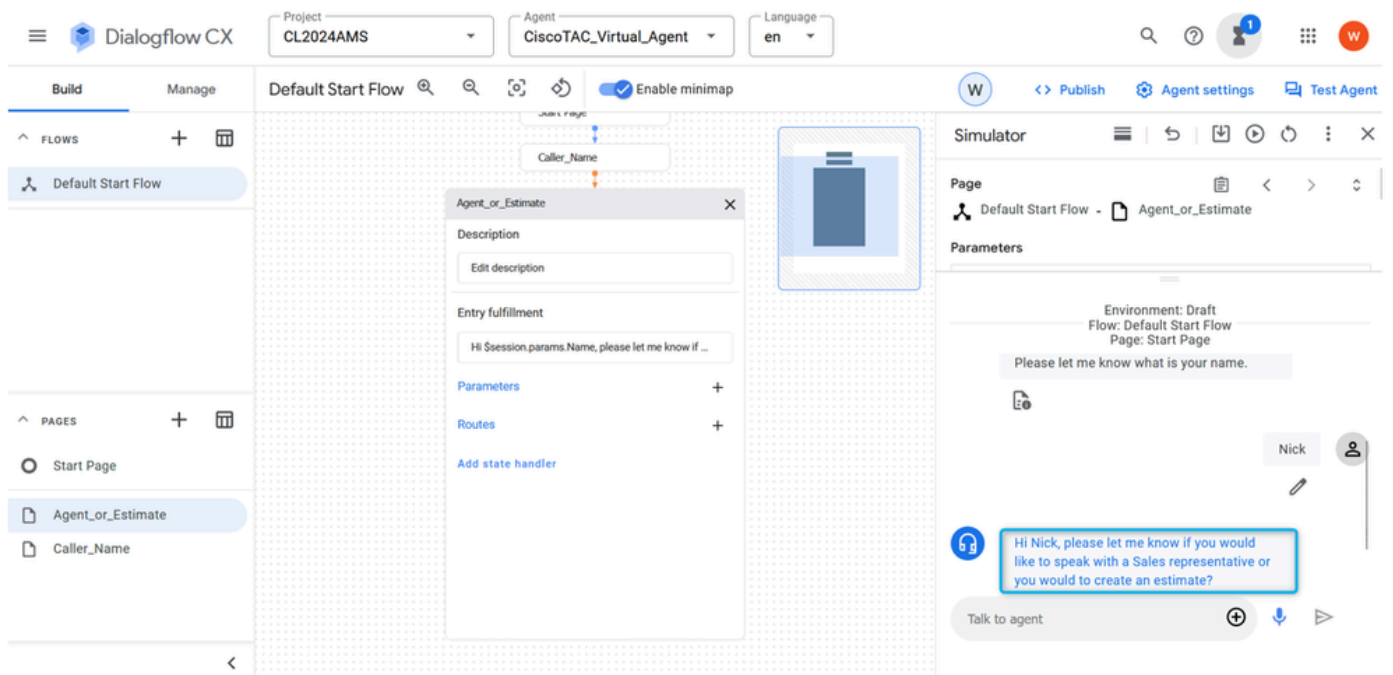 Dialogflow CX
Project
CL2024AMS
Agent
CiscoTAC_Virtual_Agent
Language
en
1
W
Build
Manage
Default Start Flow
Enable minimap
W
<> Publish
Agent settings
Test Agent
FLOWS
Default Start Flow
PAGES
Start Page
Agent_or_Estimate
Caller_Name
Start Page
Caller_Name
Agent_or_Estimate
Description
Edit description
Entry fulfillment
Hi $session.params.Name, please let me know if ...
Parameters
Routes
Add state handler
Simulator
Page
Default Start Flow - Agent_or_Estimate
Parameters
Environment: Draft
Flow: Default Start Flow
Page: Start Page
Please let me know what is your name.
Nick
Hi Nick, please let me know if you would
like to speak with a Sales representative or
you would to create an estimate?
Talk to agent